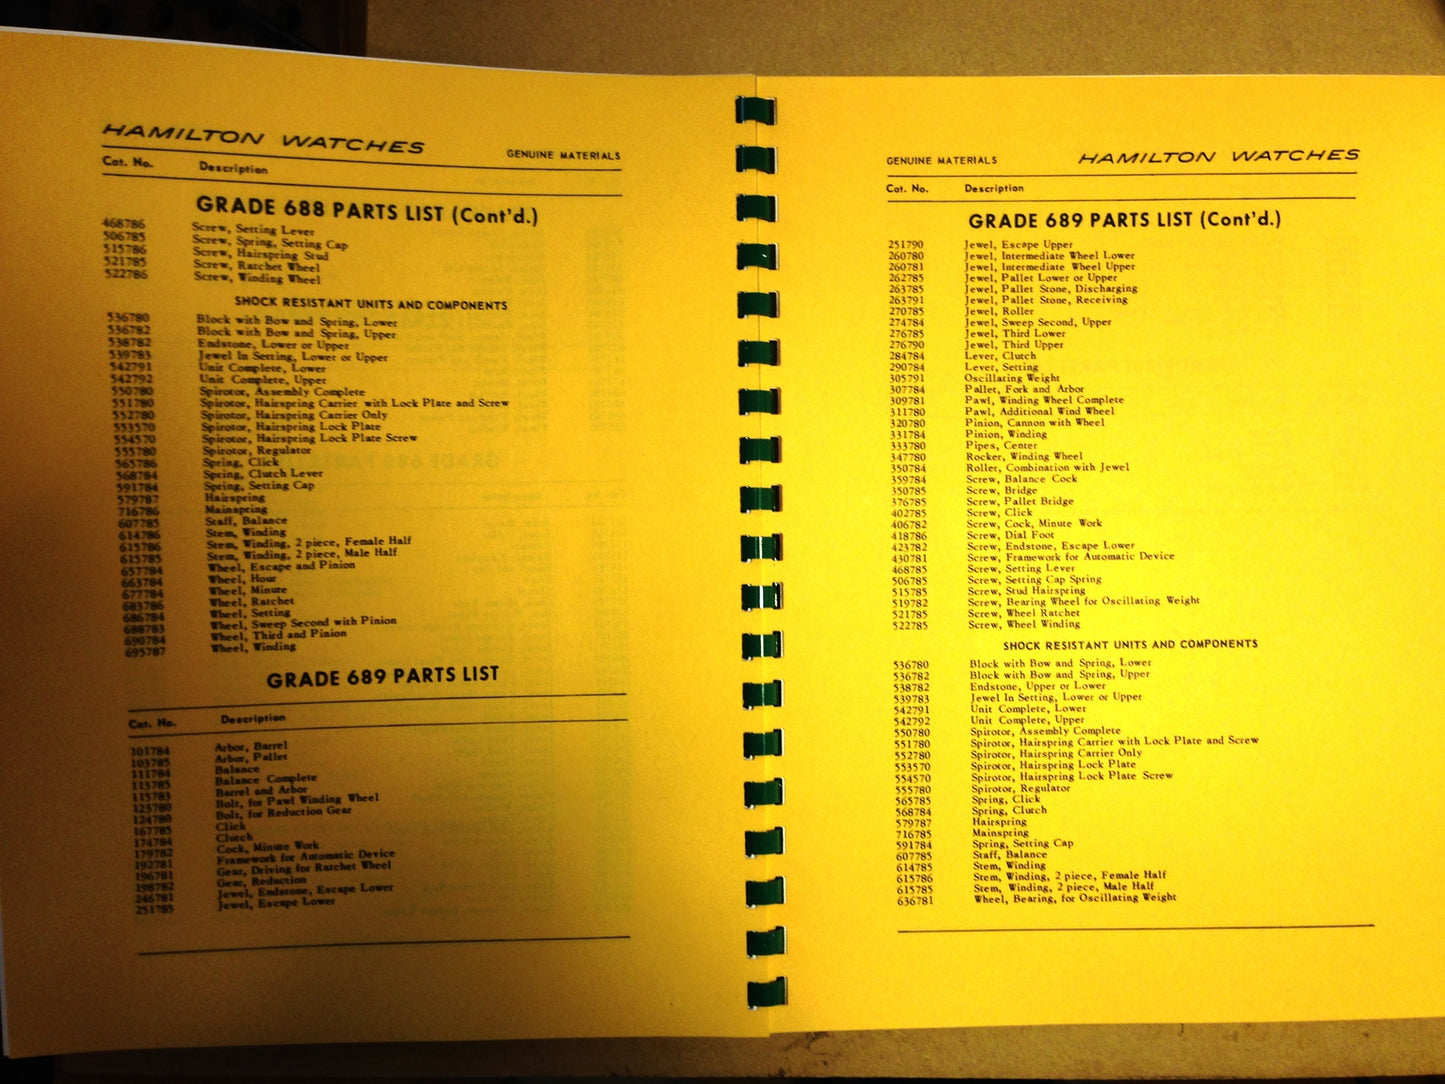 HAMILTON WATCHES
GENUINE MATERIALS
Cat. No. Description
GRADE 688 PARTS LIST (Cont'd.)
468786 Screw, Setting Lever
506785 Screw, Spring, Setting Cap
515786 Screw, Hairspring Stud
521785 Screw, Ratchet Wheel
522786 Screw, Winding Wheel
SHOCK RESISTANT UNITS AND COMPONENTS
536780 Block with Bow and Spring, Lower
536782 Block with Bow and Spring, Upper
538782 Endstone, Lower or Upper
539783 Jewel In Setting, Lower or Upper
542791 Unit Complete, Lower
542792 Unit Complete, Upper
550780 Spirotor, Assembly Complete
551780 Spirotor, Hairspring Carrier with Lock Plate and Screw
552780 Spirotor, Hairspring Carrier Only
553570 Spirotor, Hairspring Lock Plate
554570 Spirotor, Hairspring Lock Plate Screw
555780 Spirotor, Regulator
565786 Spring, Click
568784 Spring, Clutch Lever
591784 Spring, Setting Cap
579787 Hairspring
716786 Mainspring
607785 Staff, Balance
614786 Stem, Winding
615786 Stem, Winding, 2 piece, Female Half
615785 Stem, Winding, 2 piece, Male Half
657784 Wheel, Escape and Pinion
663784 Wheel, Hour
677784 Wheel, Minute
683786 Wheel, Ratchet
686784 Wheel, Setting
688783 Wheel, Sweep Second with Pinion
690784 Wheel, Third and Pinion
695787 Wheel, Winding
GRADE 689 PARTS LIST
Cat. No. Description
101784 Arbor, Barrel
103785 Arbor, Pallet
111784 Balance
113785 Balance Complete
115783 Barrel and Arbor
123780 Bolt, for Pawl Winding Wheel
124780 Bolt, for Reduction Gear
167785 Click
174784 Clutch
179782 Cock, Minute Work
192781 Framework for Automatic Device
196781 Gear, Driving for Ratchet Wheel
198782 Gear, Reduction
246781 Jewel, Endstone, Escape Lower
251785 Jewel, Escape Lower
GENUINE MATERIALS
HAMILTON WATCHES
Cat. No. Description
GRADE 689 PARTS LIST (Cont'd.)
251790 Jewel, Escape Upper
260780 Jewel, Intermediate Wheel Lower
260781 Jewel, Intermediate Wheel Upper
262785 Jewel, Pallet Lower or Upper
263785 Jewel, Pallet Stone, Discharging
263791 Jewel, Pallet Stone, Receiving
270785 Jewel, Roller
274784 Jewel, Sweep Second, Upper
276785 Jewel, Third Lower
276790 Jewel, Third Upper
284784 Lever, Clutch
290784 Lever, Setting
305791 Oscillating Weight
307784 Pallet, Fork and Arbor
309781 Pawl, Winding Wheel Complete
311780 Pawl, Additional Wind Wheel
320780 Pinion, Cannon with Wheel
331784 Pinion, Winding
333780 Pipes, Center
347780 Rocker, Winding Wheel
350784 Roller, Combination with Jewel
359784 Screw, Balance Cock
350785 Screw, Bridge
376785 Screw, Pallet Bridge
402785 Screw, Click
406782 Screw, Cock, Minute Work
418786 Screw, Dial Foot
423782 Screw, Endstone, Escape Lower
430781 Screw, Framework for Automatic Device
468785 Screw, Setting Lever
506785 Screw, Setting Cap Spring
515785 Screw, Stud Hairspring
519782 Screw, Bearing Wheel for Oscillating Weight
521785 Screw, Wheel Ratchet
522785 Screw, Wheel Winding
SHOCK RESISTANT UNITS AND COMPONENTS
536780 Block with Bow and Spring, Lower
536782 Block with Bow and Spring, Upper
538782 Endstone, Upper or Lower
539783 Jewel In Setting, Lower or Upper
542791 Unit Complete, Lower
542792 Unit Complete, Upper
550780 Spirotor, Assembly Complete
551780 Spirotor, Hairspring Carrier with Lock Plate and Screw
552780 Spirotor, Hairspring Carrier Only
553570 Spirotor, Hairspring Lock Plate
554570 Spirotor, Hairspring Lock Plate Screw
555780 Spirotor, Regulator
565785 Spring, Click
568784 Spring, Clutch
579787 Hairspring
716785 Mainspring
591784 Spring, Setting Cap
607785 Staff, Balance
614785 Stem, Winding
615786 Stem, Winding, 2 piece, Female Half
615785 Stem, Winding, 2 piece, Male Half
636781 Wheel, Bearing, for Oscillating Weight